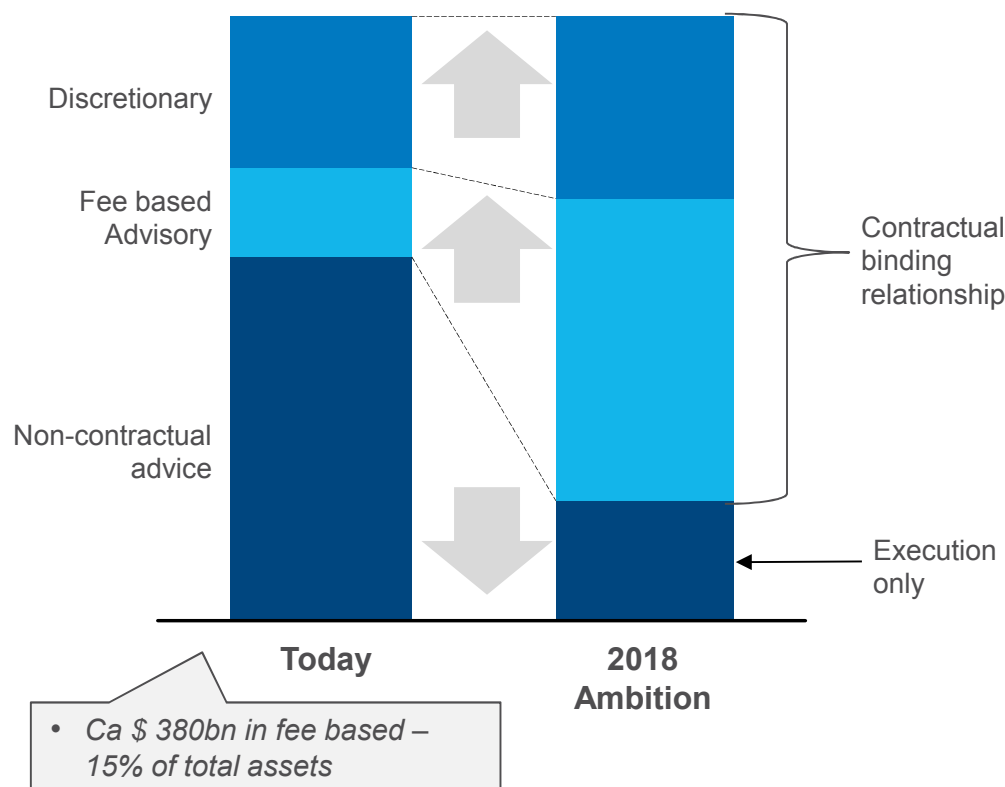 Discretionary
Fee based
Advisory
Non-contractual
advice
Contractual
binding
relationship
Execution
only
Today
2018
Ambition
• Ca $ 380bn in fee based –
15% of total assets